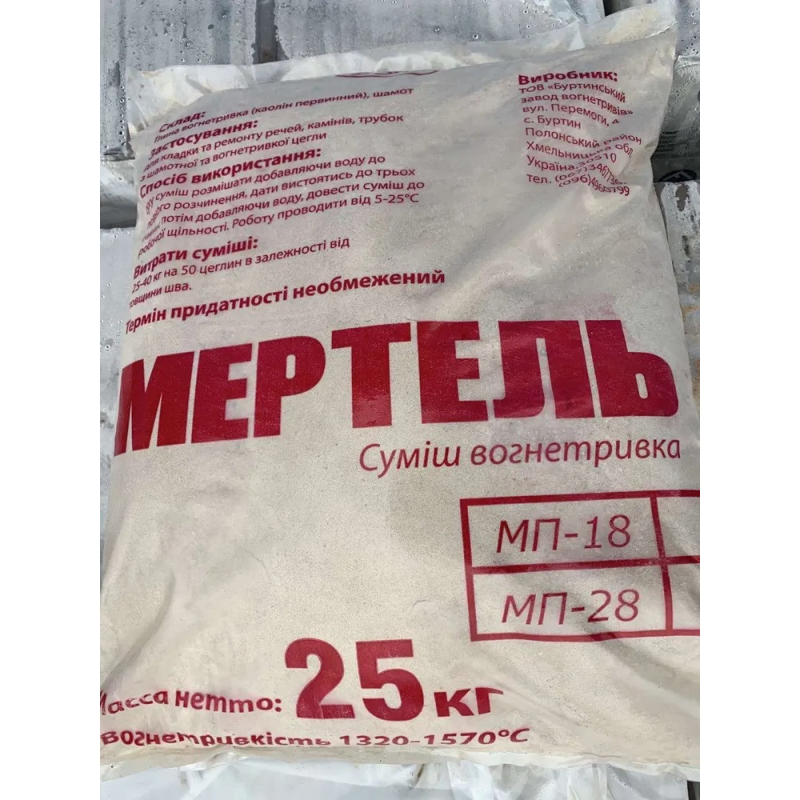 Склад:
глина вогнетривка (каолін первинний), шамот
Застосування:
для кладки та ремонту речей, камінів, трубок
з шамотної та вогнетривкої цегли
Спосіб використання:
суху суміш розмішати добавляючи воду до
розчинення, дати вистоятись до трьох
потім добавляючи воду, довести суміш до
робочої щільності. Роботу проводити від 5-25°С
Витрати суміші:
25-40 кг на 50 цеглин в залежності від
товщини шва.
Термін придатності необмежений
Виробник:
ТОВ «Буртинський
завод вогнетривів»
вул. Перемоги,
с. Буртин
Полонський район
Хмельницька обл.
Україна, 30510
тел.
МЕРТЕЛЬ
Суміш вогнетривка
МП-18
МП-28
Масса нетто: 25 кг
Вогнетривкість 1320-1570°С